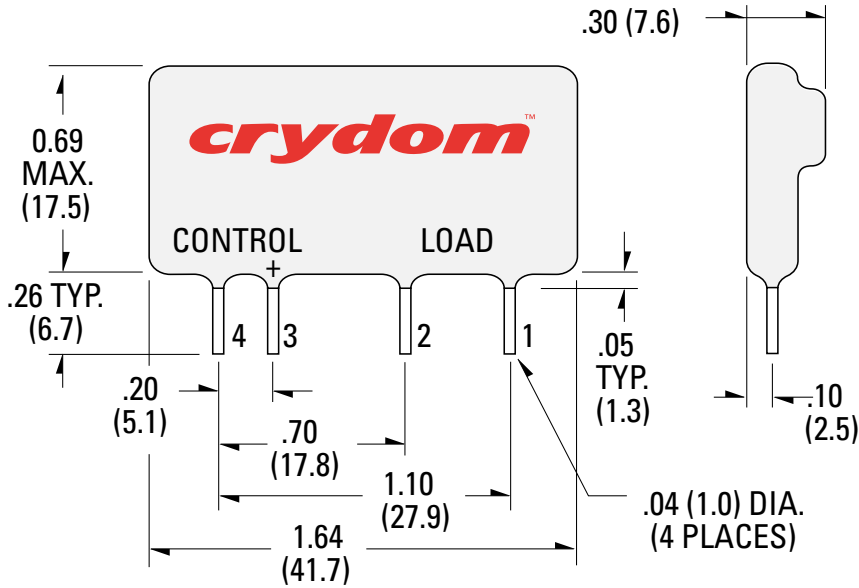 .30 (7.6)
crydom™
0.69
MAX.
(17.5)
CONTROL
LOAD
+
.26 TYP.
(6.7)
4
3
2
1
.05
TYP.
(1.3)
.20
(5.1)
.10
(2.5)
.70
(17.8)
1.10
(27.9)
.04 (1.0) DIA.
(4 PLACES)
1.64
(41.7)